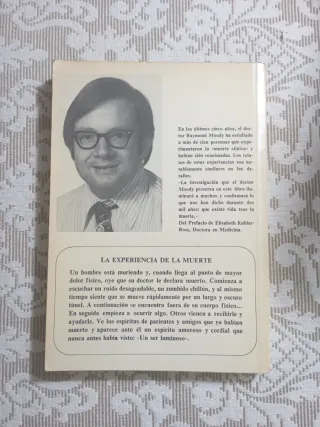 En los últimos cinco años, el doc-
tor Raymond Moody ha estudiado
a más de cien personas que expe-
rimentaron la «muerte clínica» y
habían sido reanimadas. Los rela-
tos de estas experiencias son no-
tablemente similares en los de-
talles.
«La investigación que el doctor
Moody presenta en este libro ilu-
minará a muchos y confirmará lo
que nos han dicho durante dos
mil años: que existe vida tras la
muerte.»
Del Prefacio de Elisabeth Kubler-
Ross, Doctora en Medicina.
LA EXPERIENCIA DE LA MUERTE
Un hombre está muriendo y, cuando llega al punto de mayor
dolor físico, oye que su doctor le declara muerto. Comienza a
escuchar un ruido desagradable, un zumbido chillón, y al mismo
tiempo siente que se mueve rápidamente por un largo y oscuro
túnel. A continuación se encuentra fuera de su cuerpo físico...
En seguida empieza a ocurrir algo. Otros vienen a recibirle y
ayudarle. Ve los espíritus de parientes y amigos que ya habían
muerto y aparece ante él un espíritu amoroso y cordial que
nunca antes había visto: «Un ser luminoso».